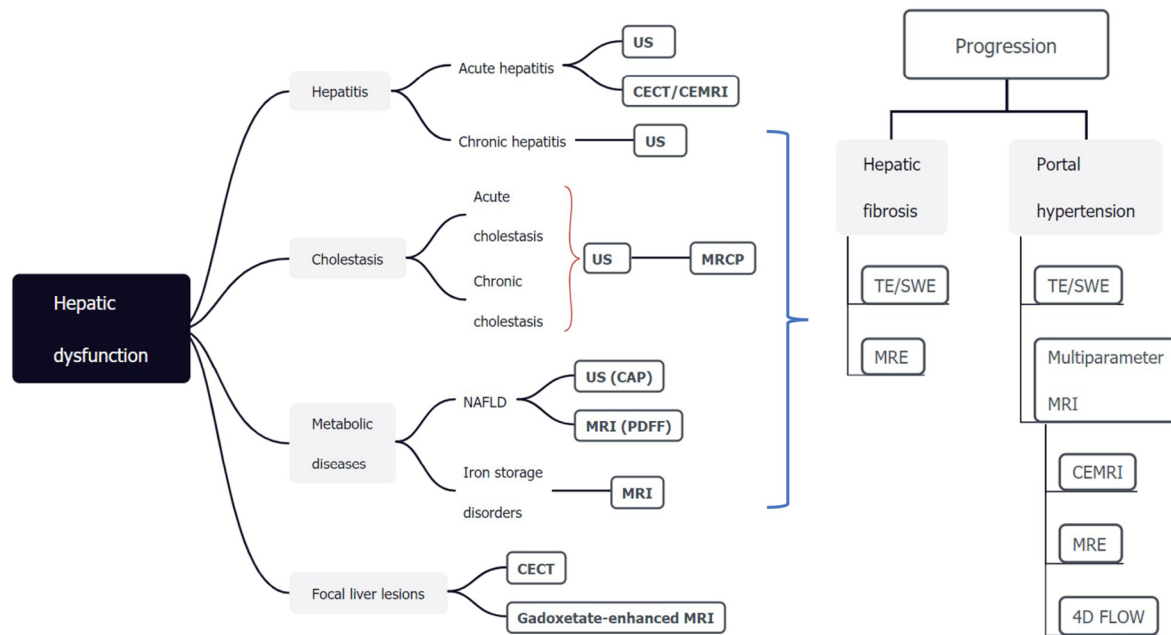 Hepatic
dysfunction
Hepatitis
Acute hepatitis
US
CECT/CEMRI
Chronic hepatitis
US
Cholestasis
Acute
cholestasis
Chronic
cholestasis
US
MRCP
Metabolic
diseases
NAFLD
US (CAP)
MRI (PDFF)
Iron storage
disorders
MRI
Focal liver lesions
CECT
Gadoxetate-enhanced MRI
Progression
Hepatic
fibrosis
TE/SWE
MRE
Portal
hypertension
TE/SWE
Multiparameter
MRI
CEMRI
MRE
4D FLOW